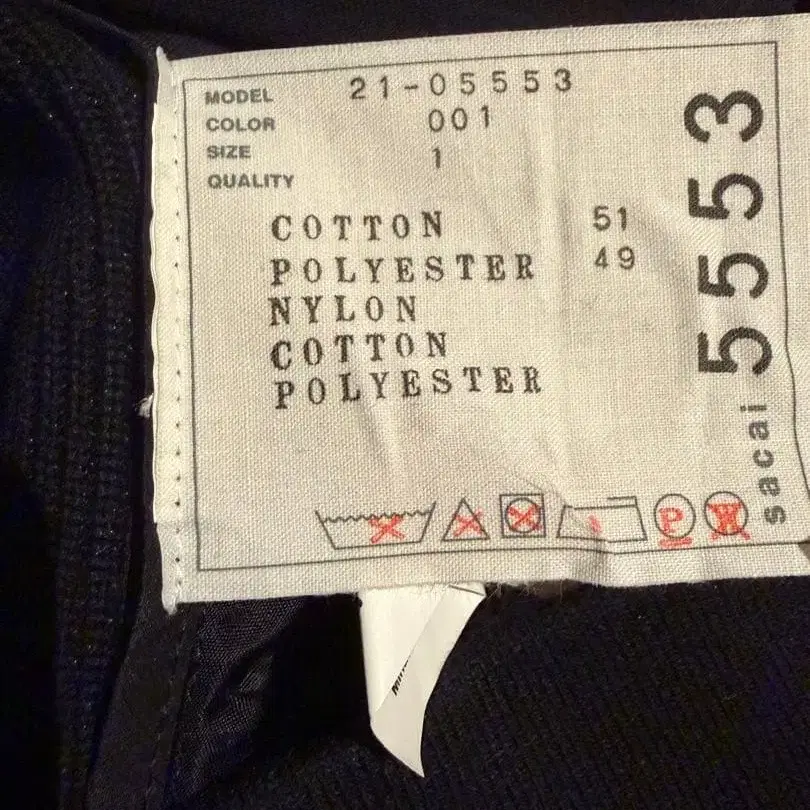 MODEL 21-05553
COLOR 001
SIZE 1
QUALITY
COTTON 51
POLYESTER 49
NYLON
COTTON
POLYESTER
P
W
sacai 5553